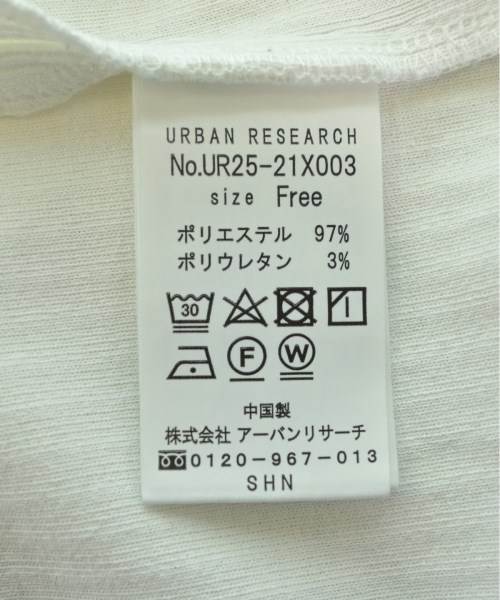 URBAN RESEARCH
No.UR25-21X003
size Free
ポリエステル 97%
ポリウレタン 3%
30
F W
中国製
株式会社 アーバンリサーチ
0120-967-013
SHN